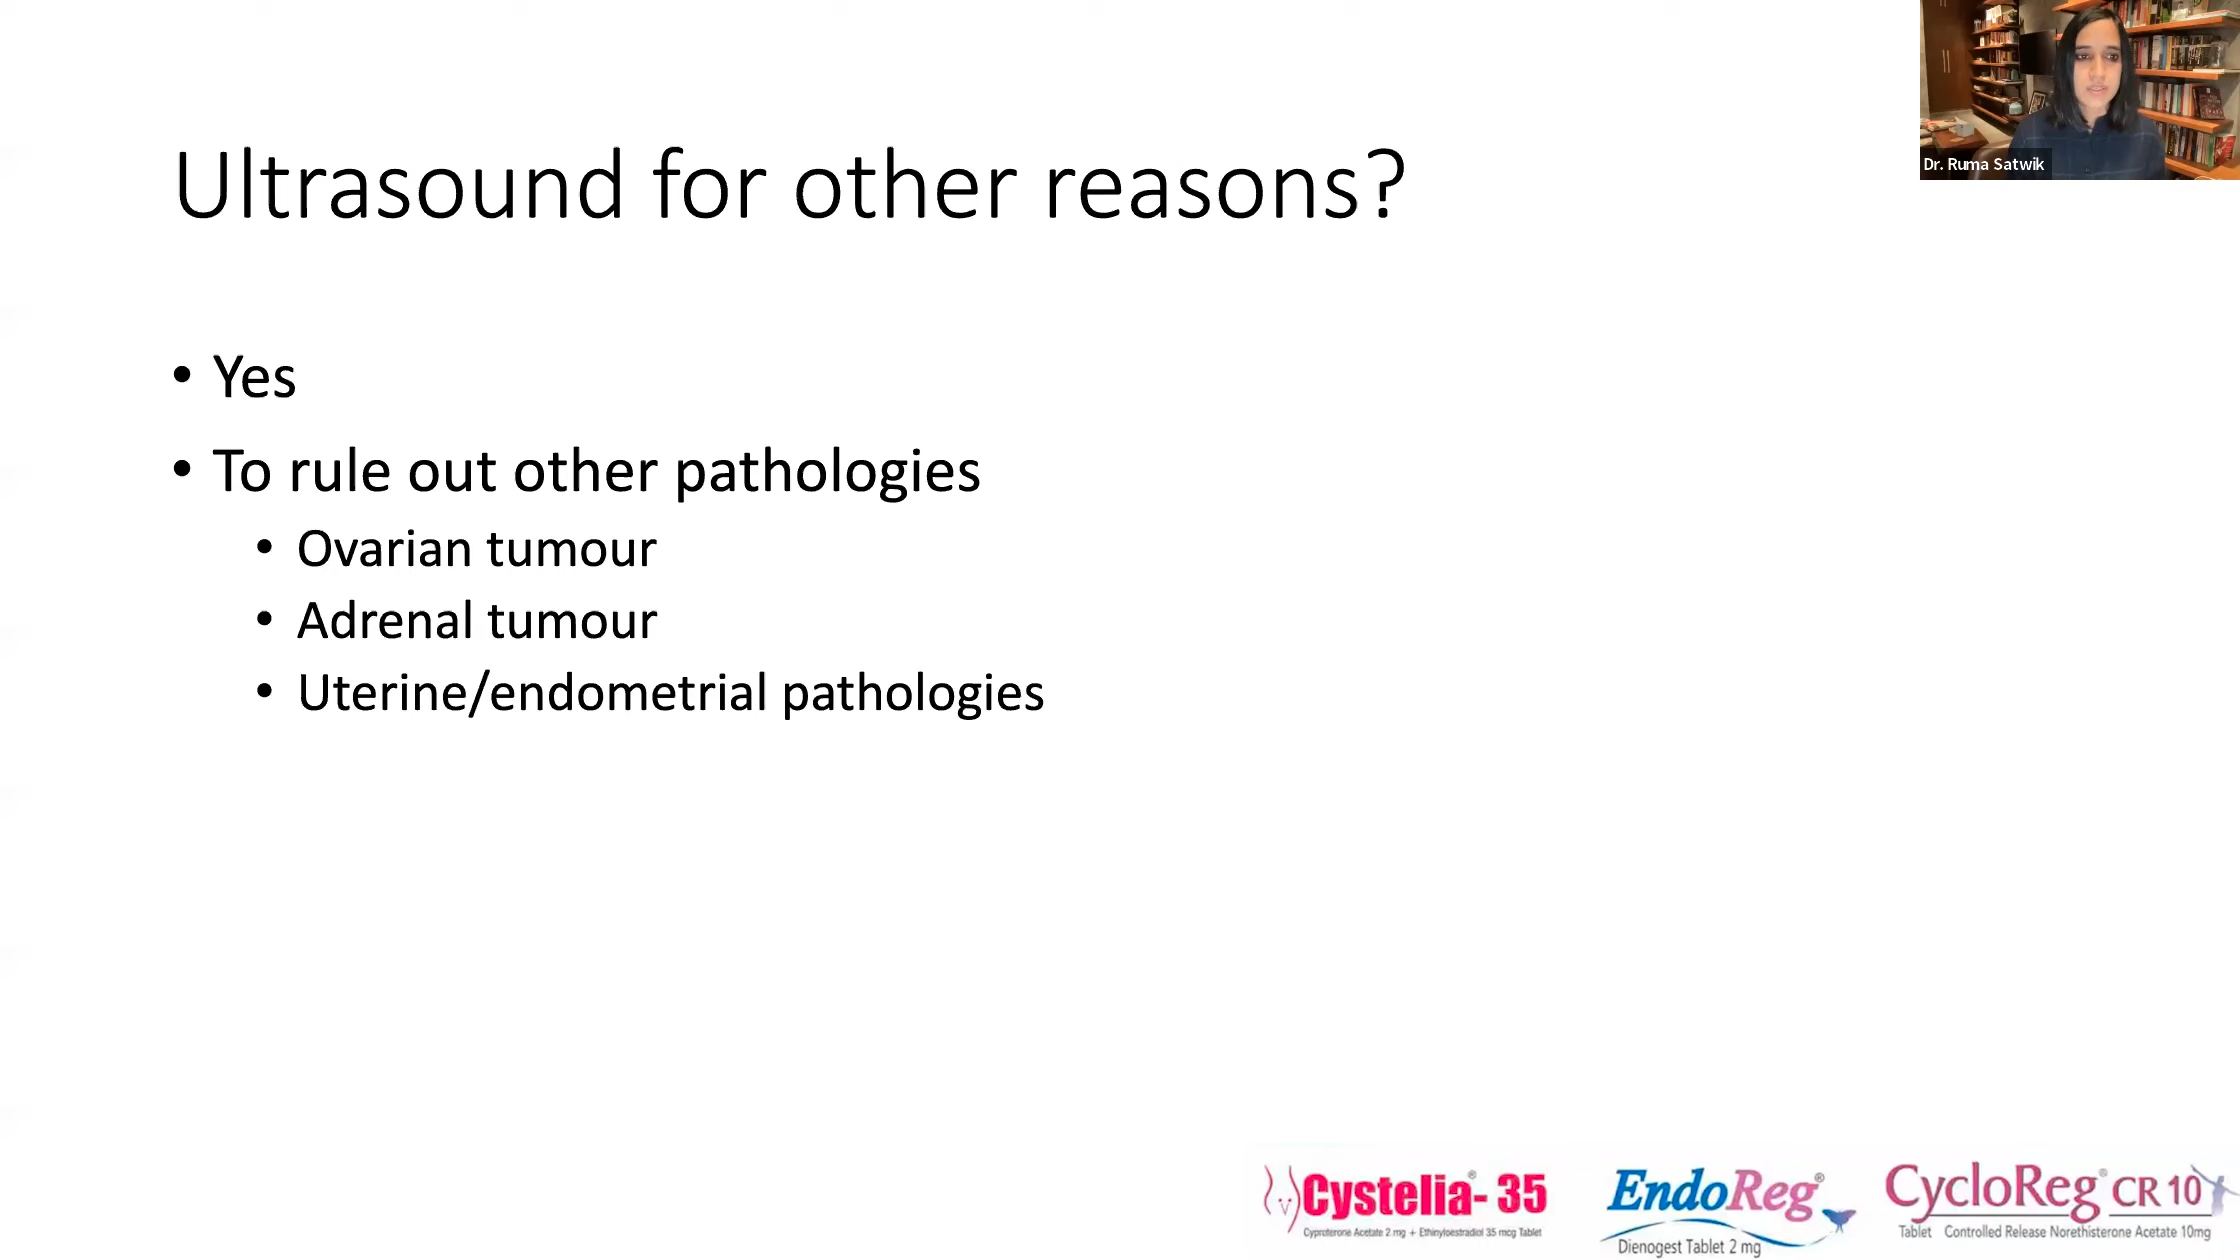 Dr. Ruma Satwik
Ultrasound for other reasons?
• Yes
• To rule out other pathologies
• Ovarian tumour
• Adrenal tumour
• Uterine/endometrial pathologies
Cystelia®- 35
Cyproterone Acetate 2 mg + Ethinyloestradiol 35 mcg Tablet
EndoReg®
Dienogest Tablet 2 mg
CycloReg® CR 10
Tablet Controlled Release Norethisterone Acetate 10mg